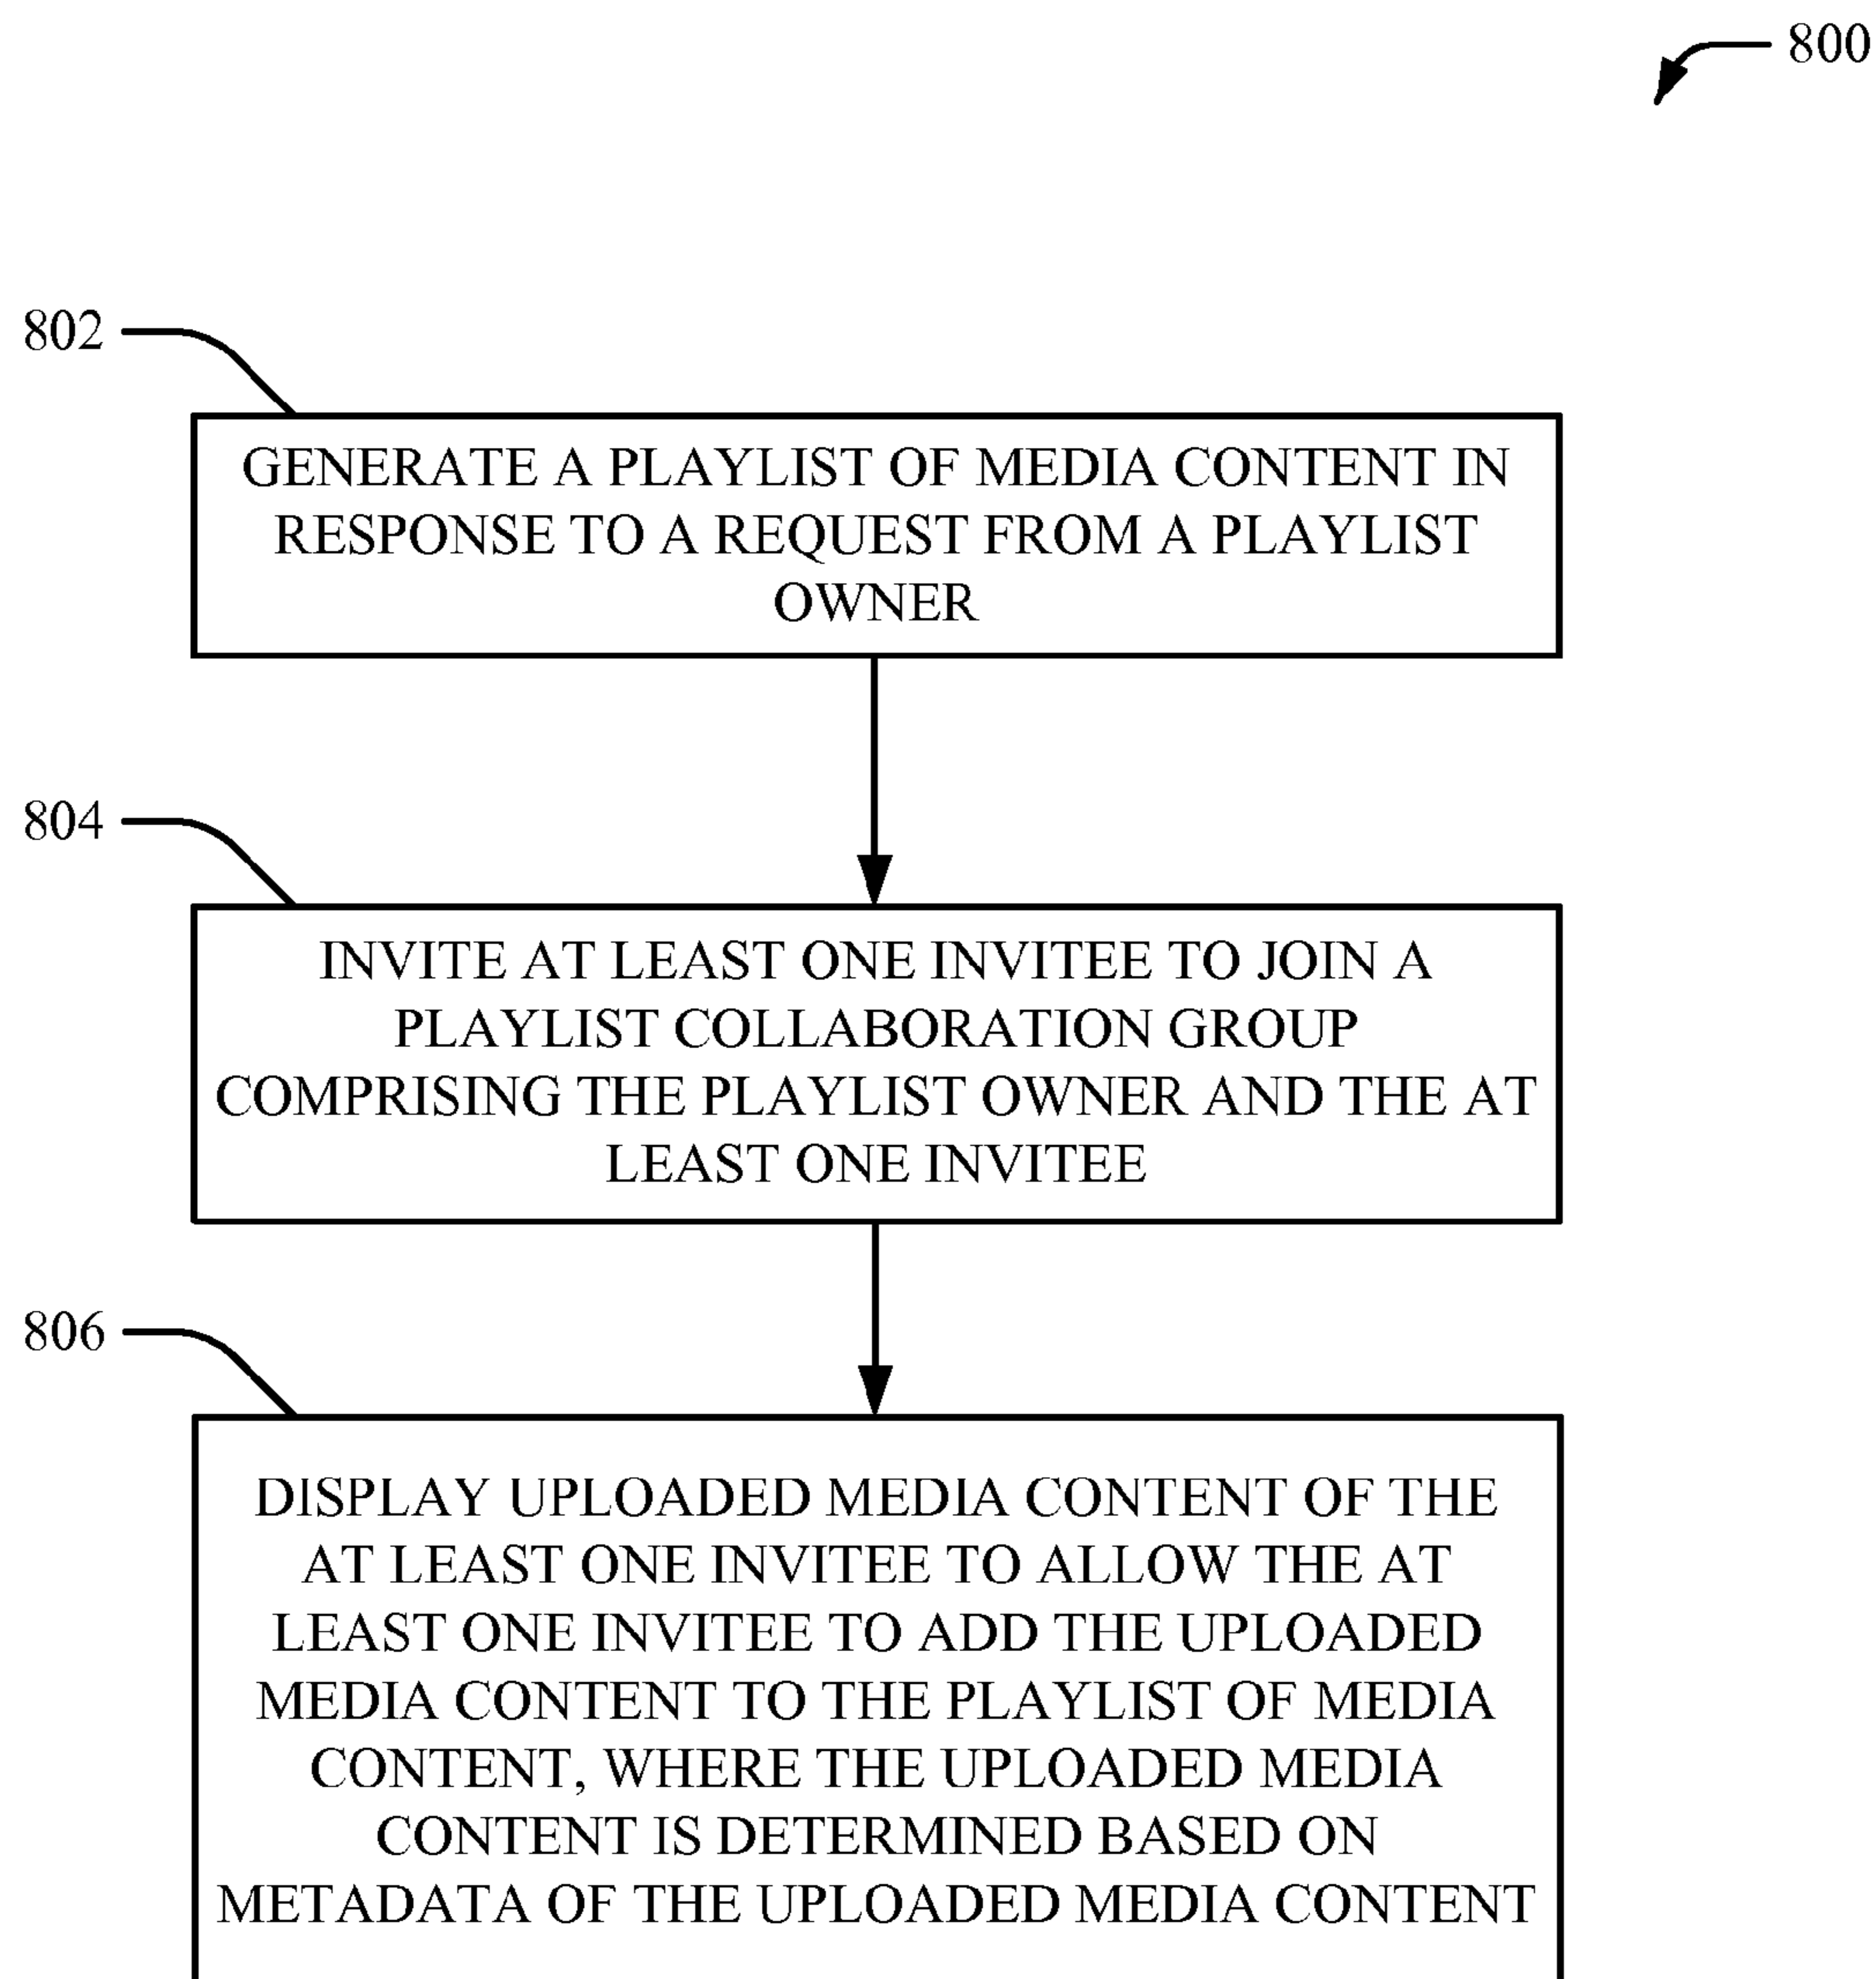 800
802
GENERATE A PLAYLIST OF MEDIA CONTENT IN
RESPONSE TO A REQUEST FROM A PLAYLIST
OWNER
804
INVITE AT LEAST ONE INVITEE TO JOIN A
PLAYLIST COLLABORATION GROUP
COMPRISING THE PLAYLIST OWNER AND THE AT
LEAST ONE INVITEE
806
DISPLAY UPLOADED MEDIA CONTENT OF THE
AT LEAST ONE INVITEE TO ALLOW THE AT
LEAST ONE INVITEE TO ADD THE UPLOADED
MEDIA CONTENT TO THE PLAYLIST OF MEDIA
CONTENT, WHERE THE UPLOADED MEDIA
CONTENT IS DETERMINED BASED ON
METADATA OF THE UPLOADED MEDIA CONTENT